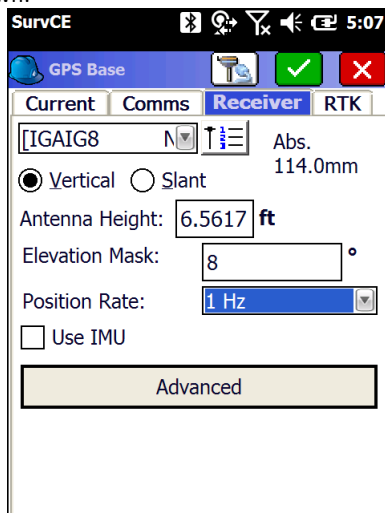 SurvCE 5:07
GPS Base
Current Comms Receiver RTK
[IGAIG8 N
Abs.
114.0mm
Vertical Slant
Antenna Height: 6.5617 ft
Elevation Mask: 8 °
Position Rate: 1 Hz
Use IMU
Advanced